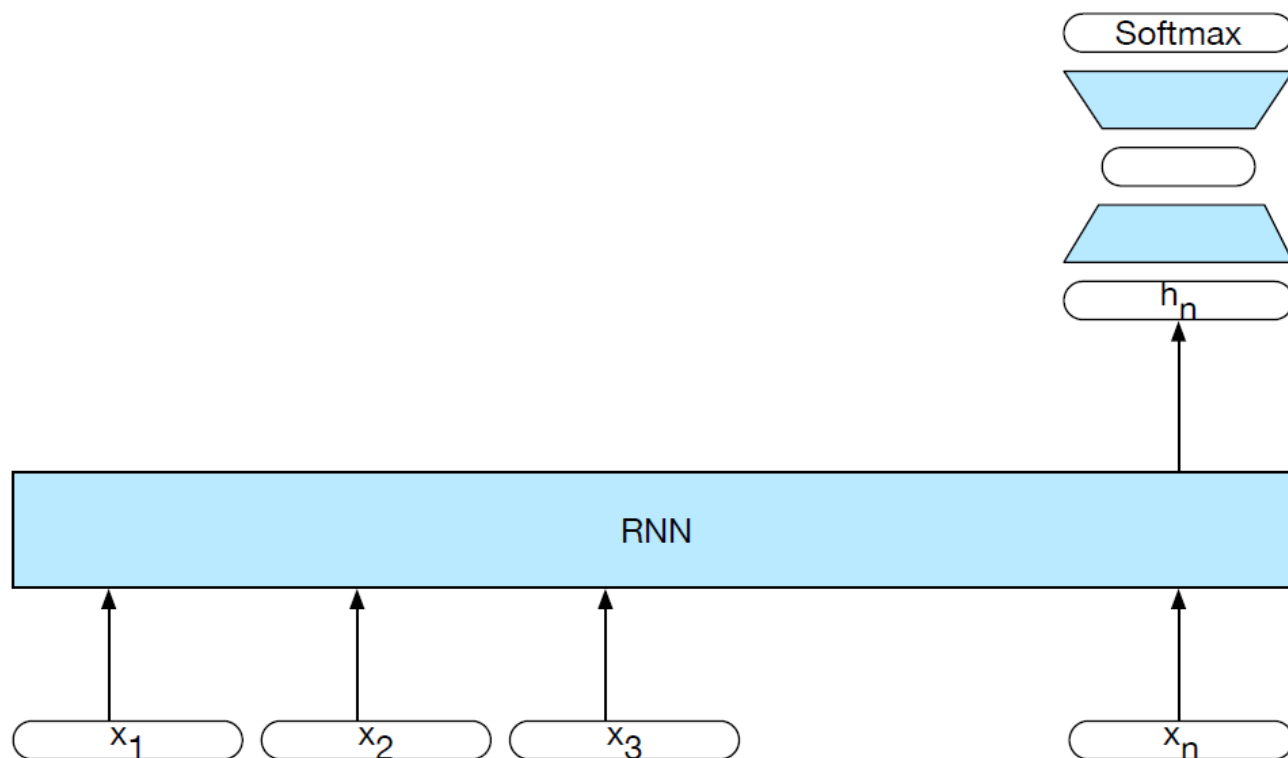 Softmax
hₙ
RNN
x₁ x₂ x₃ xₙ